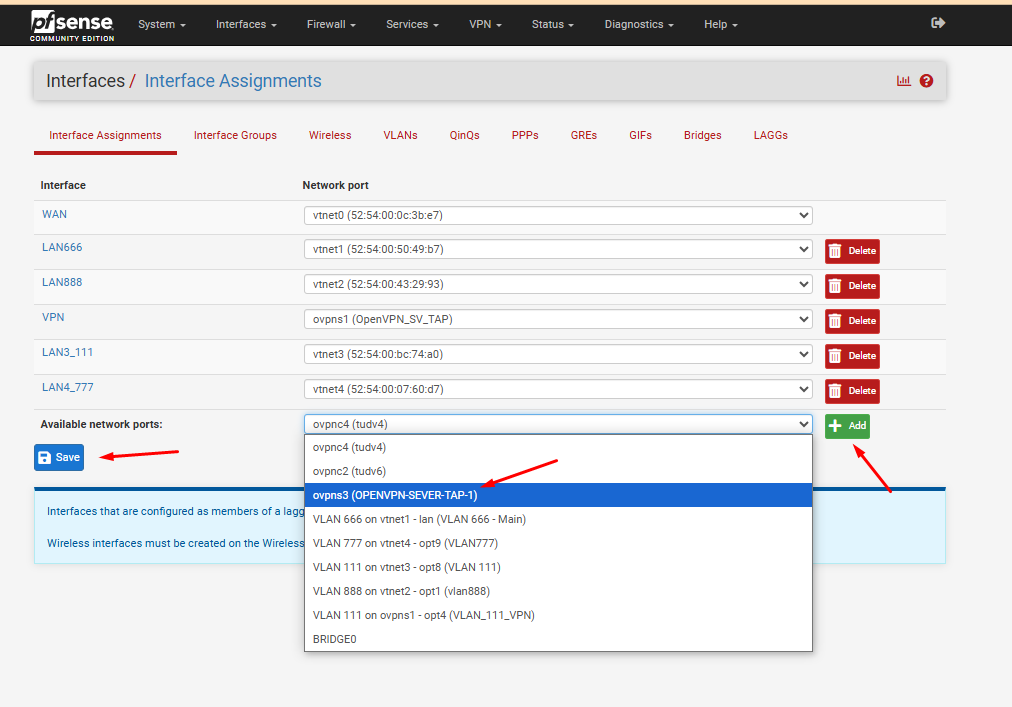 pfsense
COMMUNITY EDITION
System Interfaces Firewall Services VPN Status Diagnostics Help
Interfaces / Interface Assignments
Interface Assignments Interface Groups Wireless VLANs QinQs PPPs GREs GIFs Bridges LAGGs
Interface Network port
WAN vtnet0 (52:54:00:0c:3b:e7)
LAN666 vtnet1 (52:54:00:50:49:b7) Delete
LAN888 vtnet2 (52:54:00:43:29:93) Delete
VPN ovpns1 (OpenVPN_SV_TAP) Delete
LAN3_111 vtnet3 (52:54:00:bc:74:a0) Delete
LAN4_777 vtnet4 (52:54:00:07:60:d7) Delete
Available network ports: ovpnc4 (tudv4) Add
ovpnc4 (tudv4)
Save
ovpnc2 (tudv6)
ovpns3 (OPENVPN-SEVER-TAP-1)
Interfaces that are configured as members of a lagg
VLAN 666 on vtnet1 - lan (VLAN 666 - Main)
Wireless interfaces must be created on the Wireless
VLAN 777 on vtnet4 - opt9 (VLAN777)
VLAN 111 on vtnet3 - opt8 (VLAN 111)
VLAN 888 on vtnet2 - opt1 (vlan888)
VLAN 111 on ovpns1 - opt4 (VLAN_111_VPN)
BRIDGE0